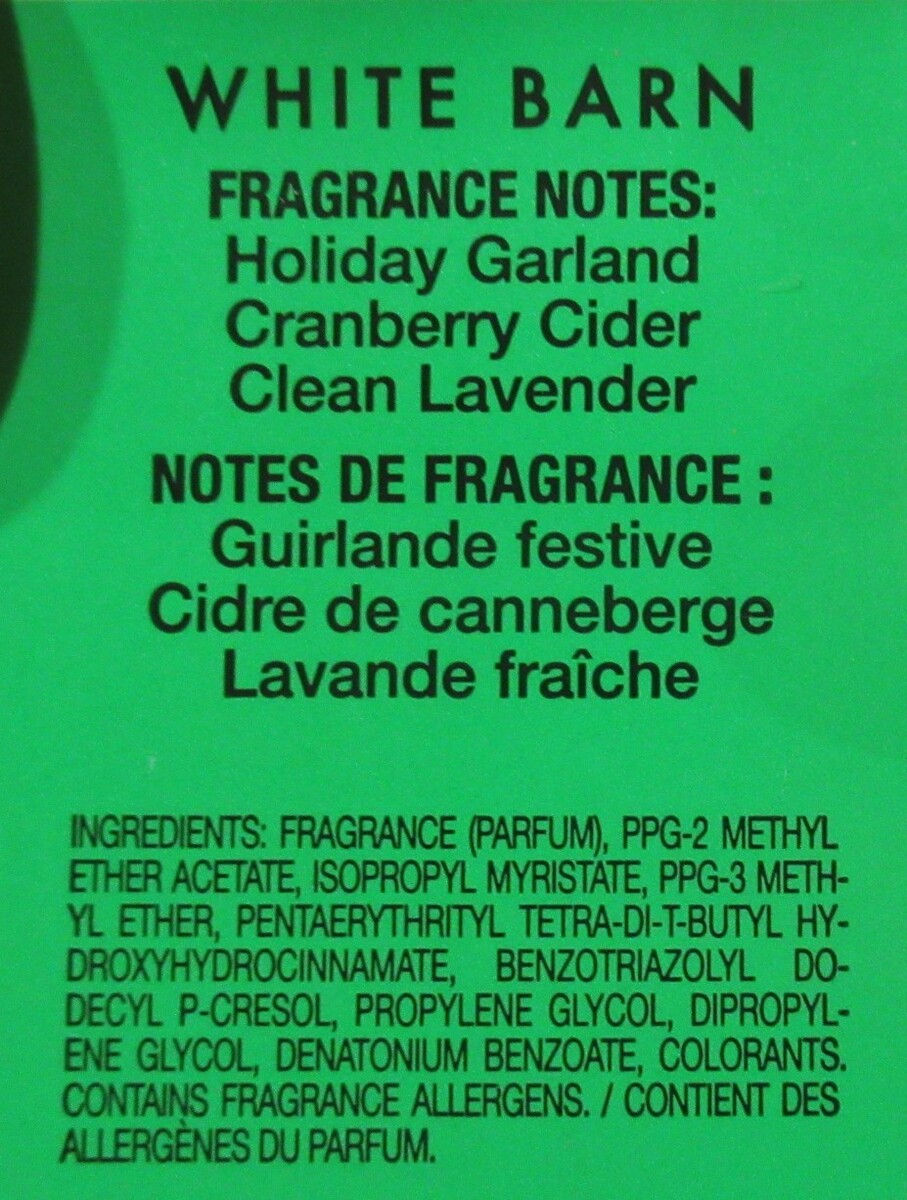 WHITE BARN
FRAGRANCE NOTES:
Holiday Garland
Cranberry Cider
Clean Lavender
NOTES DE FRAGRANCE :
Guirlande festive
Cidre de canneberge
Lavande fraîche
INGREDIENTS: FRAGRANCE (PARFUM), PPG-2 METHYL
ETHER ACETATE, ISOPROPYL MYRISTATE, PPG-3 METH-
YL ETHER, PENTAERYTHRITYL TETRA-DI-T-BUTYL HY-
DROXYHYDROCINNAMATE, BENZOTRIAZOLYL DO-
DECYL P-CRESOL, PROPYLENE GLYCOL, DIPROPYL-
ENE GLYCOL, DENATONIUM BENZOATE, COLORANTS.
CONTAINS FRAGRANCE ALLERGENS. / CONTIENT DES
ALLERGÈNES DU PARFUM.